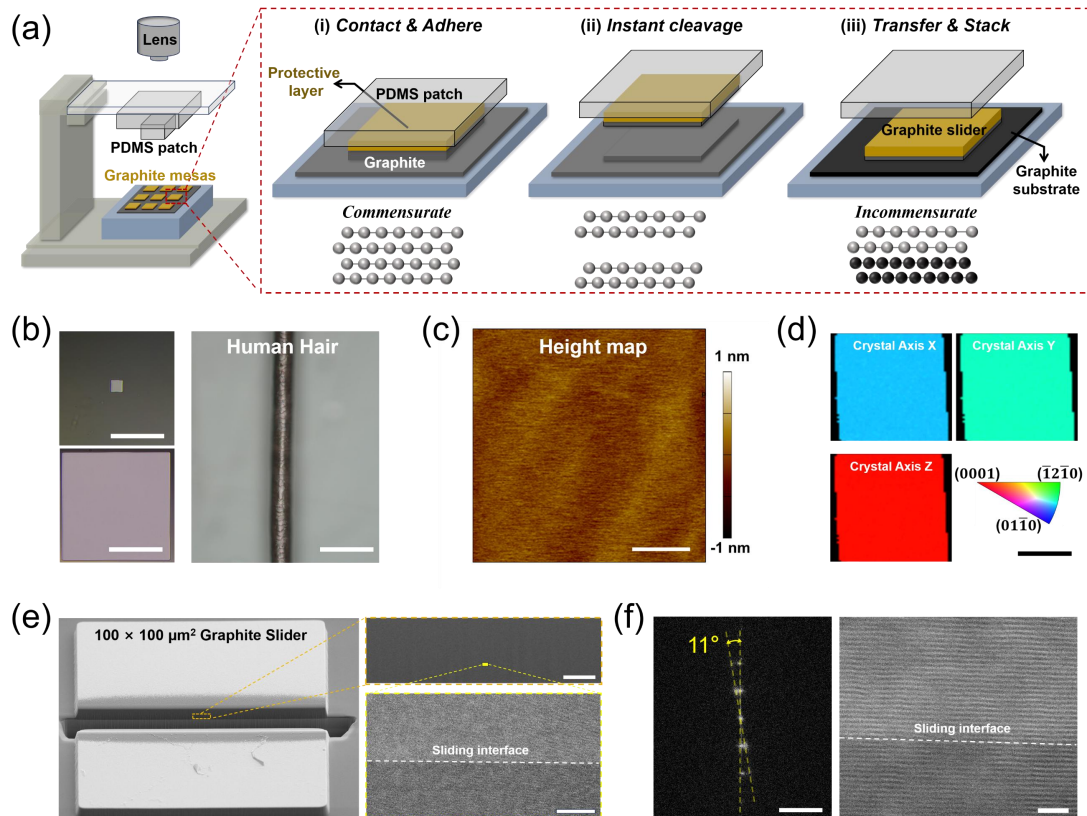 (a)
Lens
PDMS patch
Graphite mesas
(i) Contact & Adhere
Protective
layer
PDMS patch
Graphite
Commensurate
(ii) Instant cleavage
(iii) Transfer & Stack
Graphite slider
Graphite
substrate
Incommensurate
(b)
Human Hair
(c)
Height map
1 nm
-1 nm
(d)
Crystal Axis X
Crystal Axis Y
Crystal Axis Z
(0001)
(1̅21̅0)
(011̅0)
(e)
100 × 100 μm² Graphite Slider
Sliding interface
(f)
11°
Sliding interface